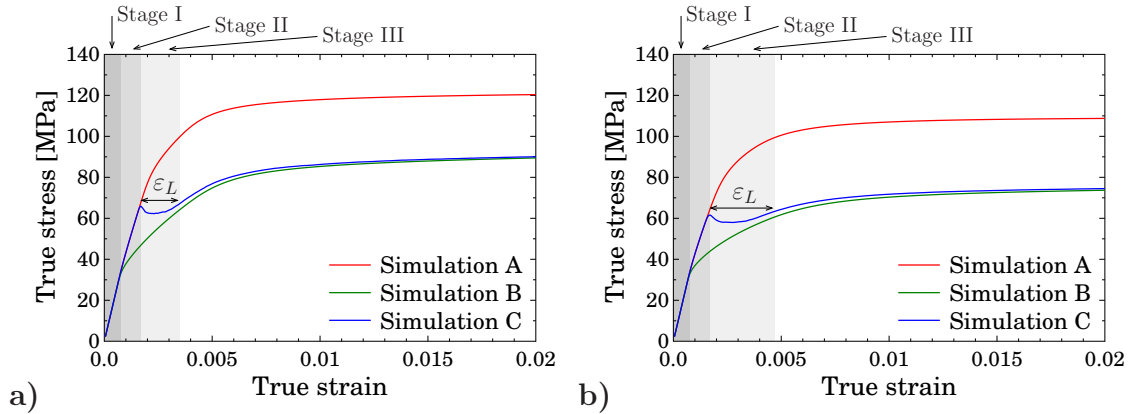 Stage I
Stage II
Stage III
140
120
100
80
60
40
20
0
True stress [MPa]
ε_L
Simulation A
Simulation B
Simulation C
0.0
0.005
0.01
0.015
0.02
True strain
a)
Stage I
Stage II
Stage III
140
120
100
80
60
40
20
0
True stress [MPa]
ε_L
Simulation A
Simulation B
Simulation C
0.0
0.005
0.01
0.015
0.02
True strain
b)